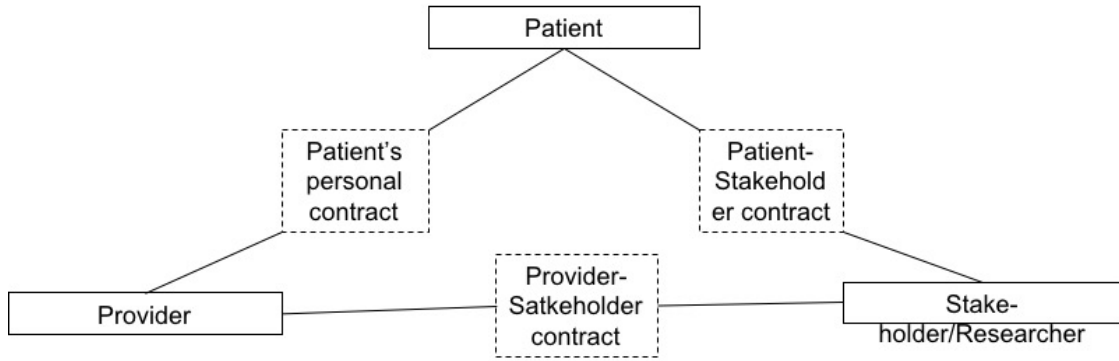 Patient
Patient’s
personal
contract
Patient-
Stakehold
er contract
Provider
Provider-
Satkeholder
contract
Stake-
holder/Researcher